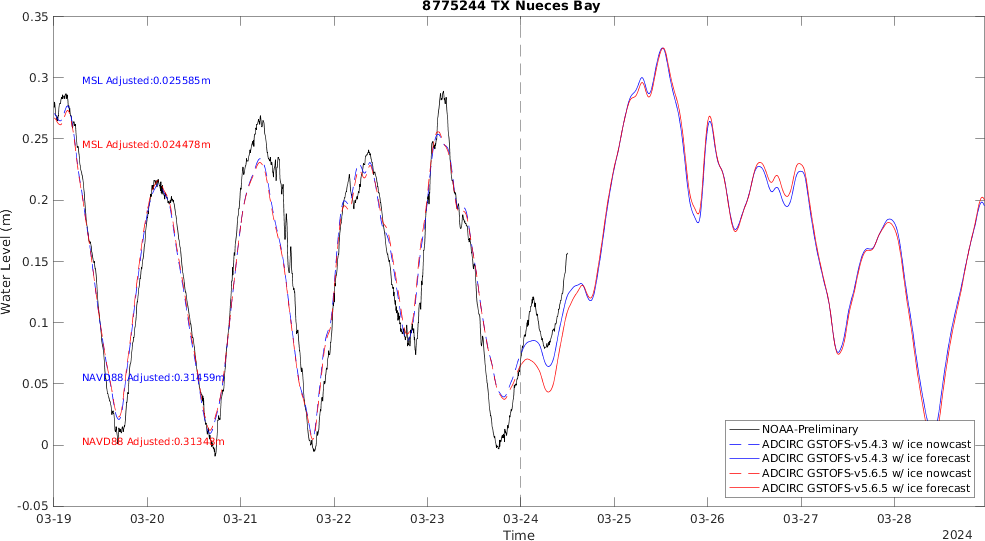 8775244 TX Nueces Bay
0.35
0.3
0.25
0.2
0.15
0.1
0.05
0
-0.05
Water Level (m)
MSL Adjusted:0.025585m
MSL Adjusted:0.024478m
NAVD88 Adjusted:0.31459m
NAVD88 Adjusted:0.31348m
NOAA-Preliminary
ADCIRC GSTOFS-v5.4.3 w/ ice nowcast
ADCIRC GSTOFS-v5.4.3 w/ ice forecast
ADCIRC GSTOFS-v5.6.5 w/ ice nowcast
ADCIRC GSTOFS-v5.6.5 w/ ice forecast
03-19 03-20 03-21 03-22 03-23 03-24 03-25 03-26 03-27 03-28
Time
2024